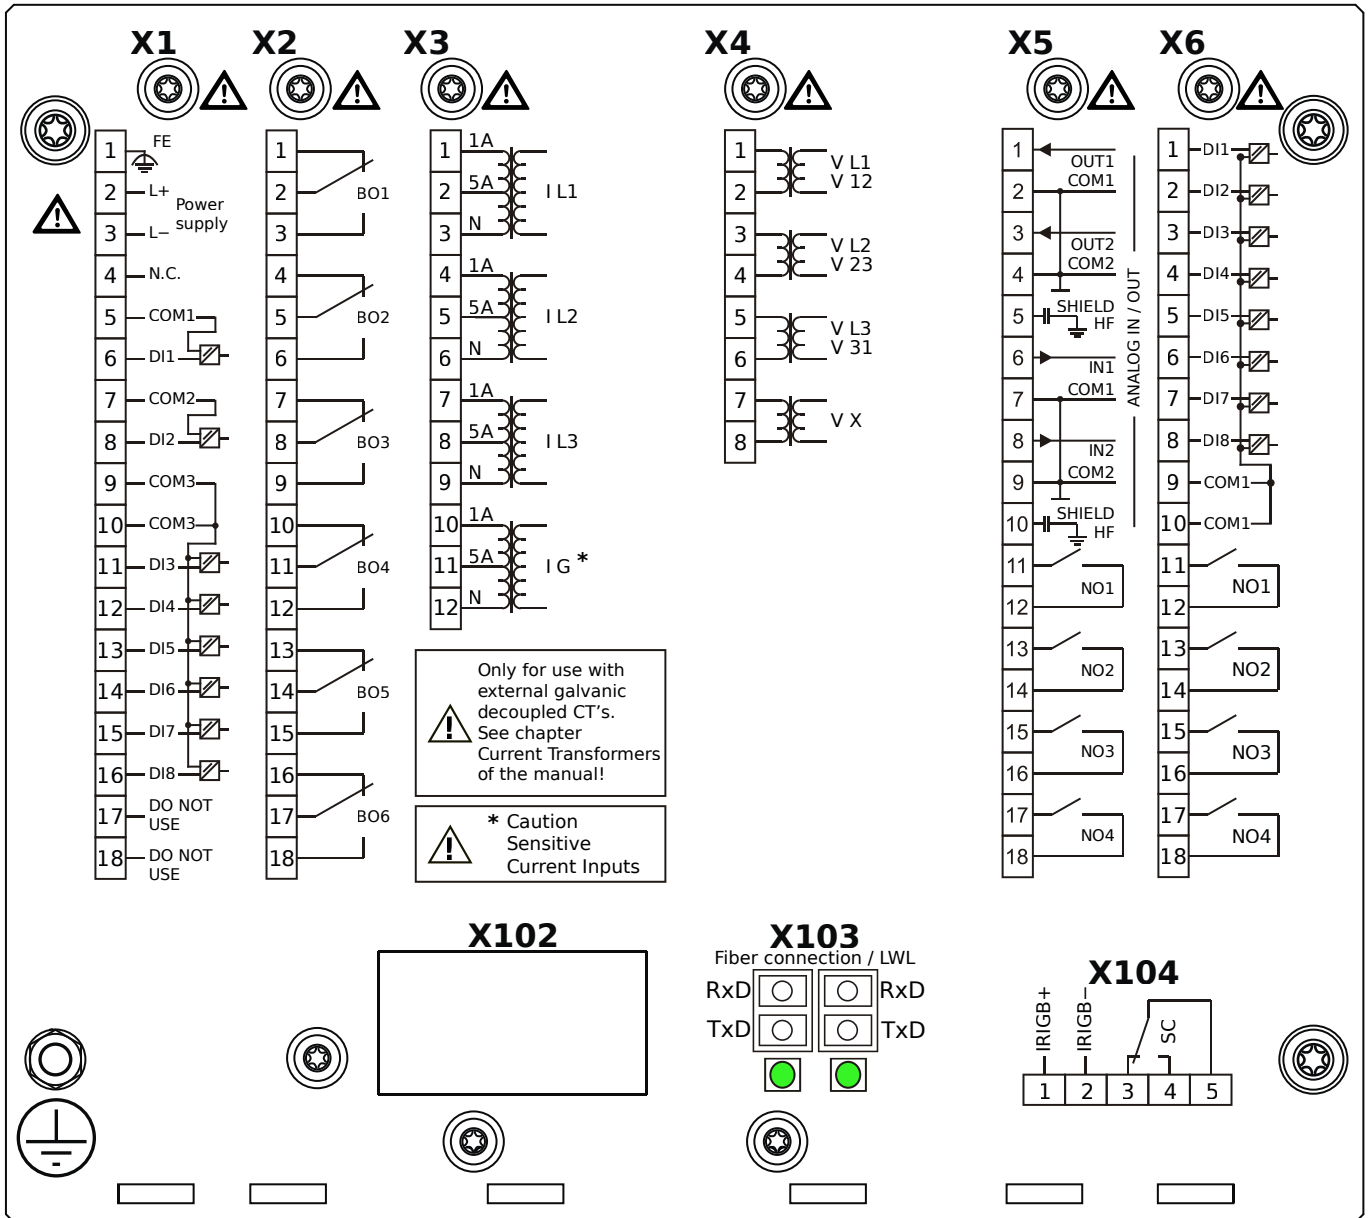 X1 X2 X3 X4 X5 X6
1 FE
2 L+
Power
supply
3 L−
4 N.C.
5 COM1
6 DI1
7 COM2
8 DI2
9 COM3
10 COM3
11 DI3
12 DI4
13 DI5
14 DI6
15 DI7
16 DI8
17 DO NOT
USE
18 DO NOT
USE
1
2 BO1
3
4
5 BO2
6
7
8 BO3
9
10
11 BO4
12
13
14 BO5
15
16
17 BO6
18
1 1A
2 5A I L1
3 N
4 1A
5 5A I L2
6 N
7 1A
8 5A I L3
9 N
10 1A
11 5A I G *
12 N
Only for use with
external galvanic
decoupled CT's.
See chapter
Current Transformers
of the manual!
* Caution
Sensitive
Current Inputs
1 V L1
2 V 12
3 V L2
4 V 23
5 V L3
6 V 31
7 V X
8
1 OUT1
2 COM1
3 OUT2
4 COM2
5 SHIELD
HF
6 IN1
7 COM1
8 IN2
9 COM2
10 SHIELD
HF
ANALOG IN / OUT
11 NO1
12
13 NO2
14
15 NO3
16
17 NO4
18
1 DI1
2 DI2
3 DI3
4 DI4
5 DI5
6 DI6
7 DI7
8 DI8
9 COM1
10 COM1
11 NO1
12
13 NO2
14
15 NO3
16
17 NO4
18
X102
X103
Fiber connection / LWL
RxD RxD
TxD TxD
X104
IRIGB+
IRIGB−
SC
1 2 3 4 5